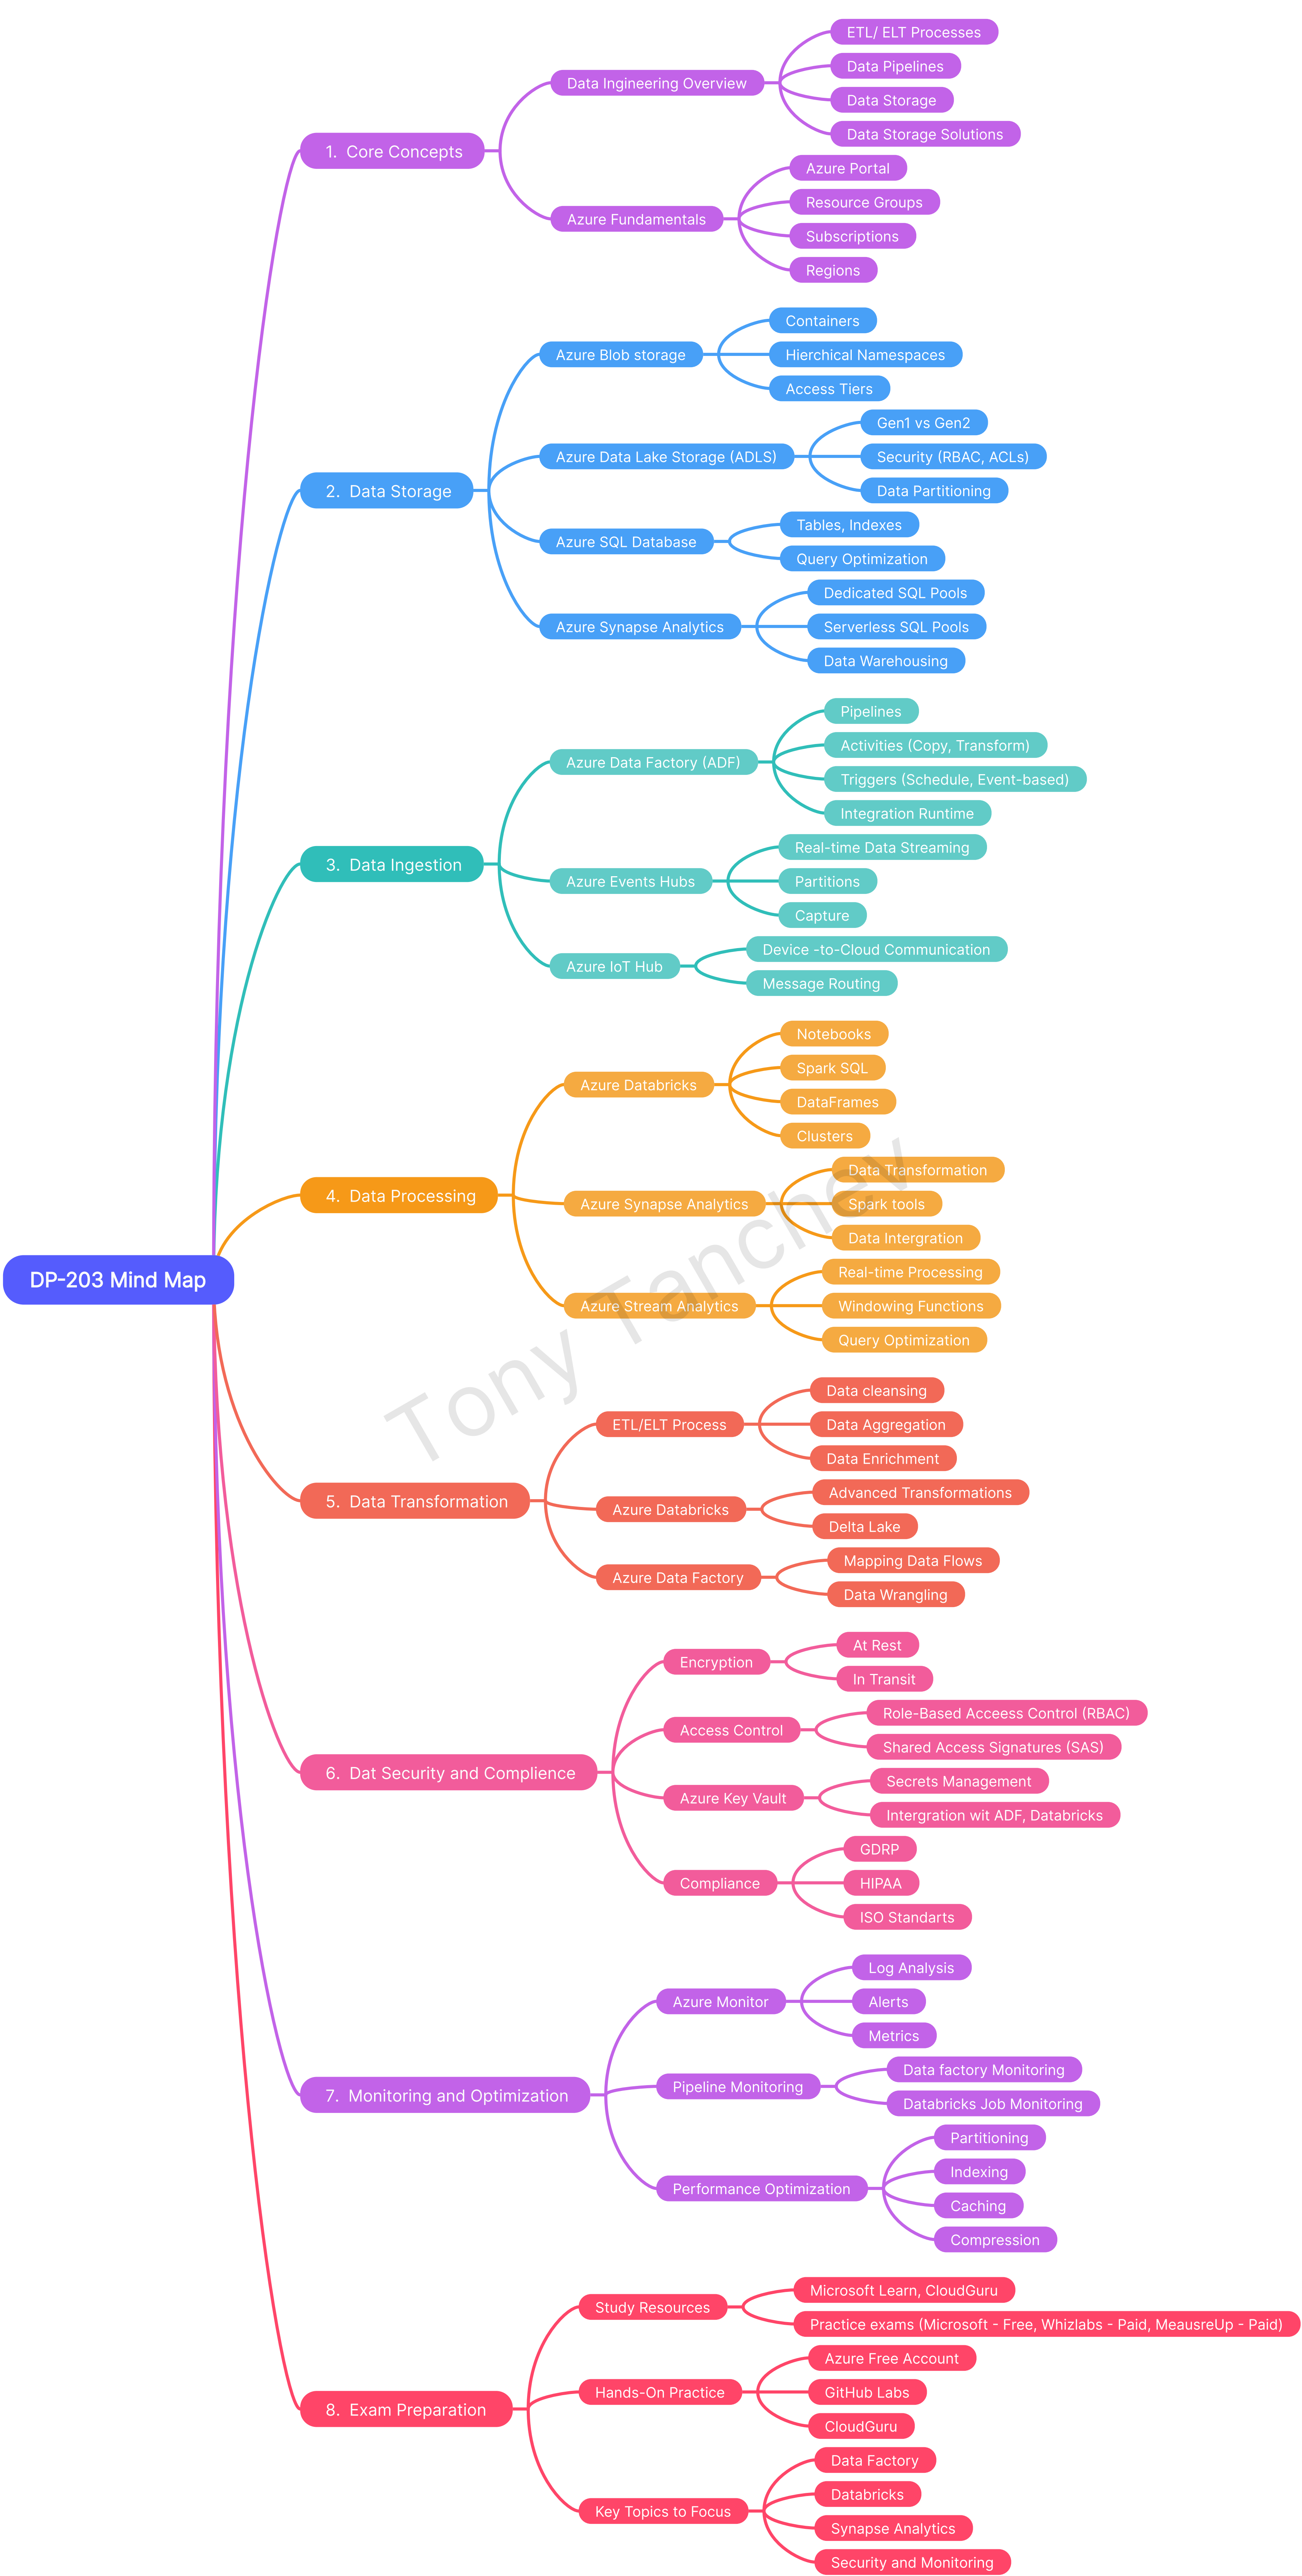 DP-203 Mind Map
1. Core Concepts
Data Ingineering Overview
ETL/ ELT Processes
Data Pipelines
Data Storage
Data Storage Solutions
Azure Fundamentals
Azure Portal
Resource Groups
Subscriptions
Regions
2. Data Storage
Azure Blob storage
Containers
Hierchical Namespaces
Access Tiers
Azure Data Lake Storage (ADLS)
Gen1 vs Gen2
Security (RBAC, ACLs)
Data Partitioning
Azure SQL Database
Tables, Indexes
Query Optimization
Azure Synapse Analytics
Dedicated SQL Pools
Serverless SQL Pools
Data Warehousing
3. Data Ingestion
Azure Data Factory (ADF)
Pipelines
Activities (Copy, Transform)
Triggers (Schedule, Event-based)
Integration Runtime
Azure Events Hubs
Real-time Data Streaming
Partitions
Capture
Azure IoT Hub
Device -to-Cloud Communication
Message Routing
4. Data Processing
Azure Databricks
Notebooks
Spark SQL
DataFrames
Clusters
Azure Synapse Analytics
Data Transformation
Spark tools
Data Intergration
Azure Stream Analytics
Real-time Processing
Windowing Functions
Query Optimization
5. Data Transformation
ETL/ELT Process
Data cleansing
Data Aggregation
Data Enrichment
Azure Databricks
Advanced Transformations
Delta Lake
Azure Data Factory
Mapping Data Flows
Data Wrangling
6. Dat Security and Complience
Encryption
At Rest
In Transit
Access Control
Role-Based Acceess Control (RBAC)
Shared Access Signatures (SAS)
Azure Key Vault
Secrets Management
Intergration wit ADF, Databricks
Compliance
GDRP
HIPAA
ISO Standarts
7. Monitoring and Optimization
Azure Monitor
Log Analysis
Alerts
Metrics
Pipeline Monitoring
Data factory Monitoring
Databricks Job Monitoring
Performance Optimization
Partitioning
Indexing
Caching
Compression
8. Exam Preparation
Study Resources
Microsoft Learn, CloudGuru
Practice exams (Microsoft - Free, Whizlabs - Paid, MeausreUp - Paid)
Hands-On Practice
Azure Free Account
GitHub Labs
CloudGuru
Key Topics to Focus
Data Factory
Databricks
Synapse Analytics
Security and Monitoring
Tony Tanchev